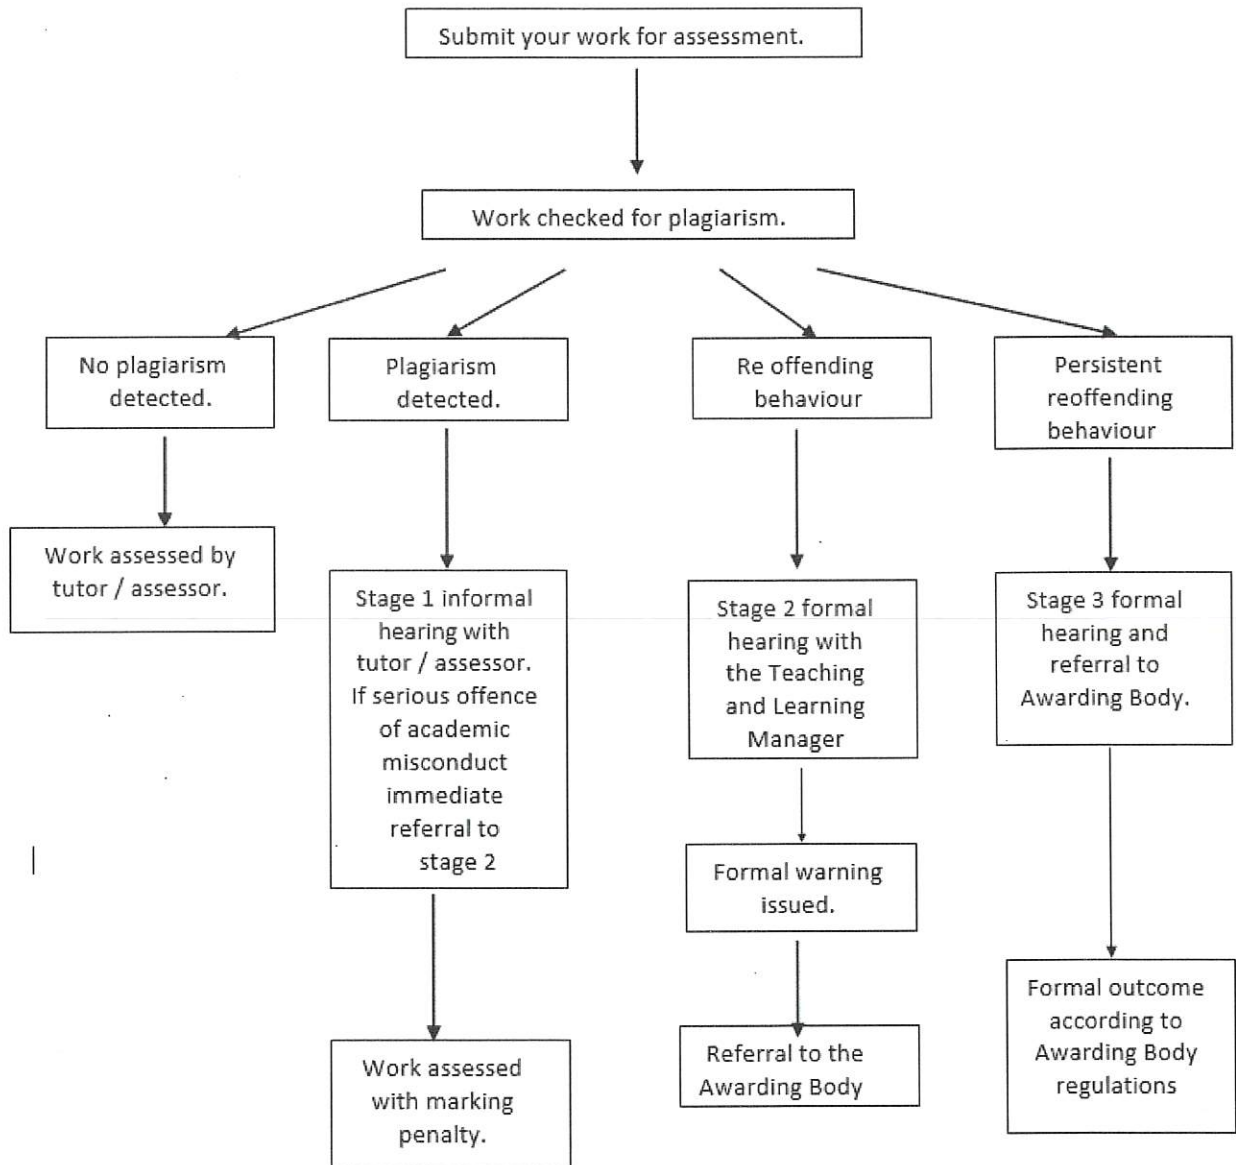 Submit your work for assessment.
Work checked for plagiarism.
No plagiarism
detected.
Plagiarism
detected.
Re offending
behaviour
Persistent
reoffending
behaviour
Work assessed by
tutor / assessor.
Stage 1 informal
hearing with
tutor / assessor.
If serious offence
of academic
misconduct
immediate
referral to
stage 2
Stage 2 formal
hearing with
the Teaching
and Learning
Manager
Stage 3 formal
hearing and
referral to
Awarding Body.
Formal warning
issued.
Formal outcome
according to
Awarding Body
regulations
Referral to the
Awarding Body
Work assessed
with marking
penalty.